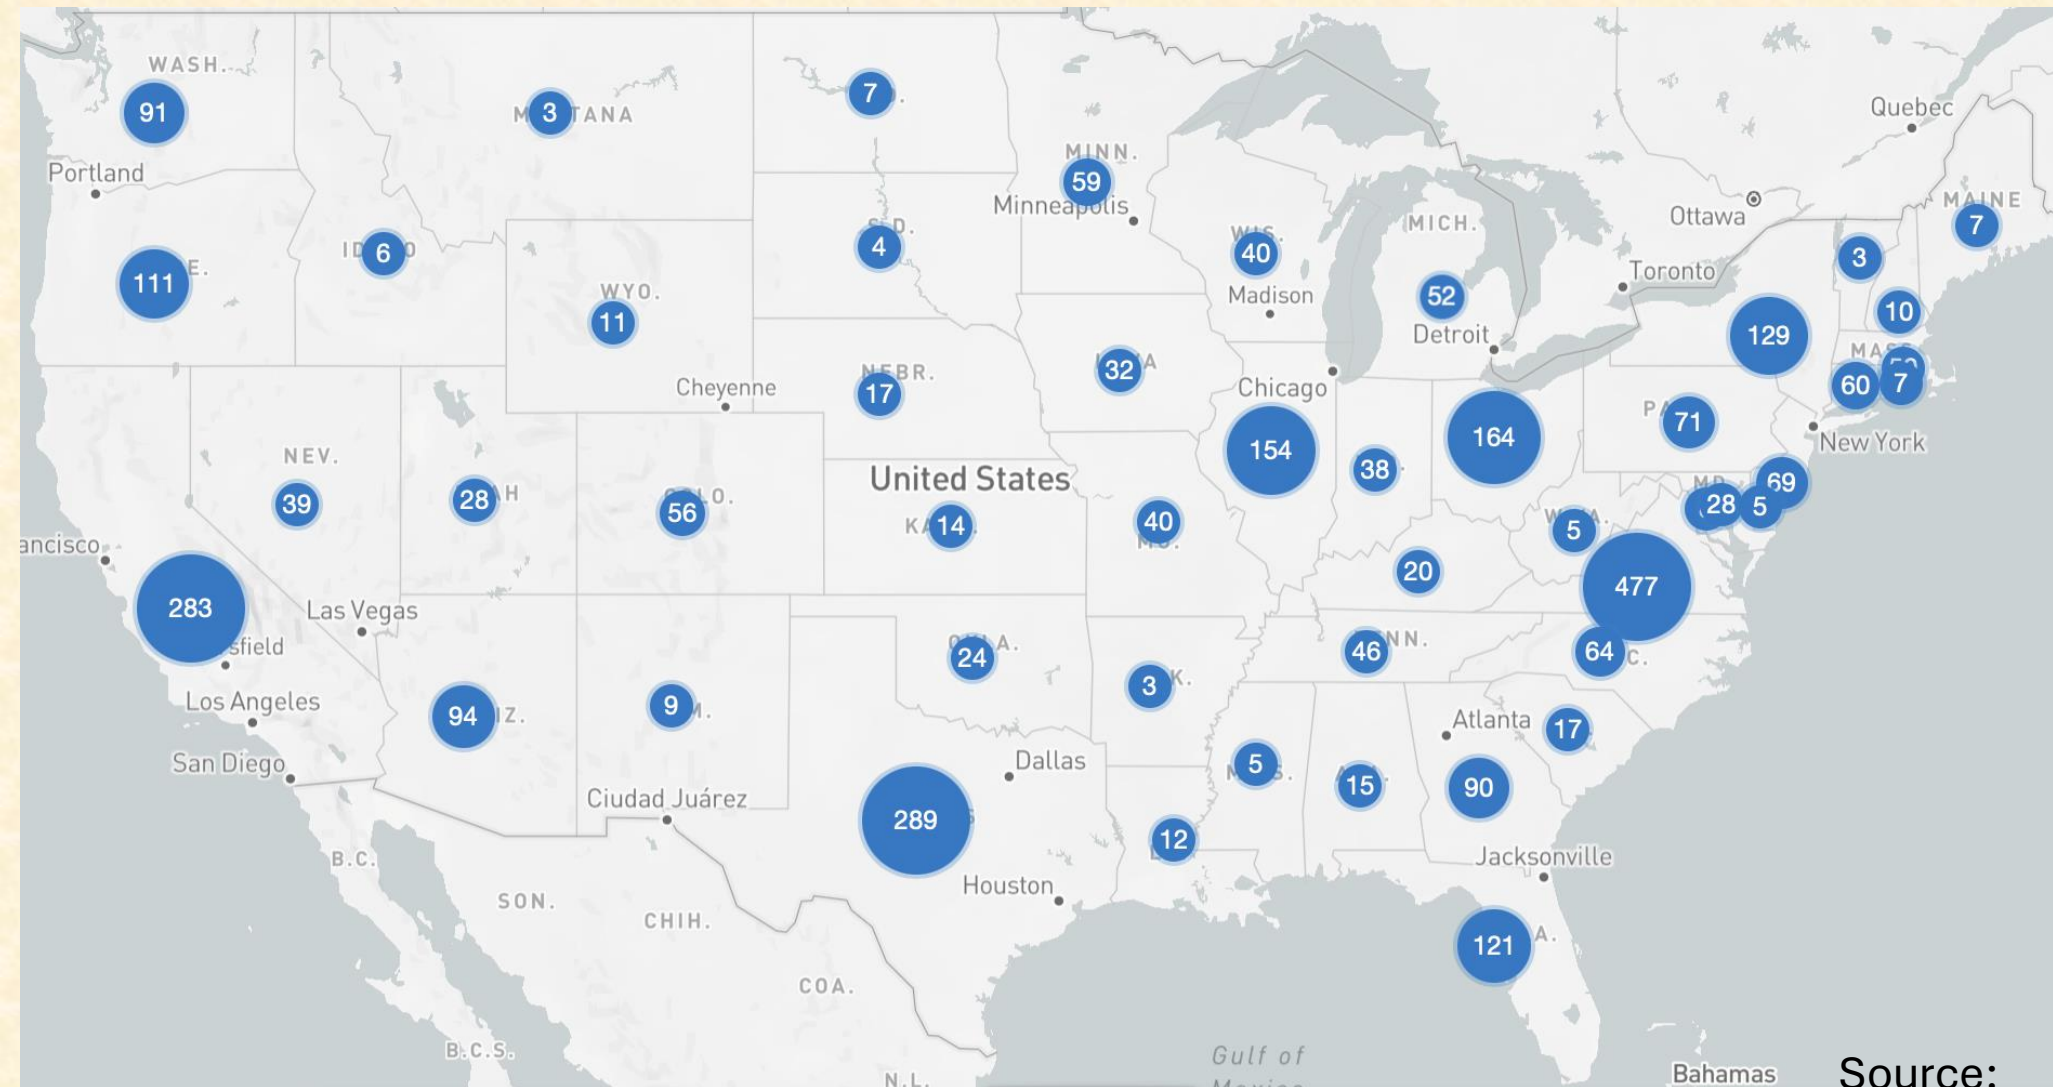 WASH.
91
3
7
Quebec
Portland
MINN.
59
Minneapolis
MAINE
7
Ottawa
MICH.
111
6
4
40
3
Toronto
WYO.
11
Madison
52
10
129
Detroit
32
Chicago
Cheyenne
17
60
7
71
New York
154
164
NEV.
38
United States
69
39
28
56
14
40
28
5
5
20
477
283
Las Vegas
46
64
24
3
Los Angeles
94
9
Atlanta
17
San Diego
Dallas
5
15
90
Ciudad Juárez
289
12
B.C.
Jacksonville
Houston
SON.
CHIH.
121
COA.
B.C.S.
Gulf of
Mexico
N.L.
Bahamas
Source: